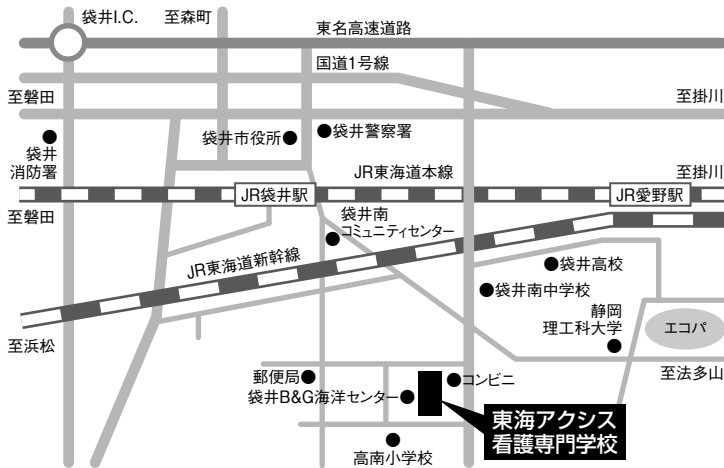 袋井I.C.
至森町
東名高速道路
国道1号線
至磐田
至掛川
袋井
消防署
袋井市役所
袋井警察署
JR東海道本線
至掛川
JR袋井駅
JR愛野駅
至磐田
袋井南
コミュニティセンター
JR東海道新幹線
袋井高校
袋井南中学校
静岡
理工科大学
エコパ
至浜松
至法多山
郵便局
コンビニ
袋井B&G海洋センター
東海アクシス
看護専門学校
高南小学校